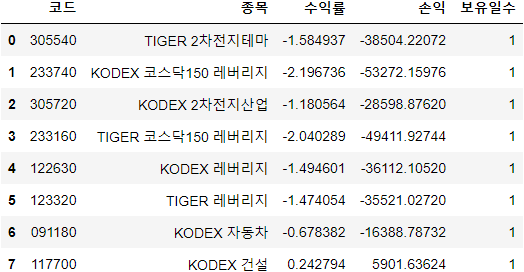 코드 종목 수익률 손익 보유일수
0 305540 TIGER 2차전지테마 -1.584937 -38504.22072 1
1 233740 KODEX 코스닥150 레버리지 -2.196736 -53272.15976 1
2 305720 KODEX 2차전지산업 -1.180564 -28598.87620 1
3 233160 TIGER 코스닥150 레버리지 -2.040289 -49411.92744 1
4 122630 KODEX 레버리지 -1.494601 -36112.10520 1
5 123320 TIGER 레버리지 -1.474054 -35521.02720 1
6 091180 KODEX 자동차 -0.678382 -16388.78732 1
7 117700 KODEX 건설 0.242794 5901.63624 1